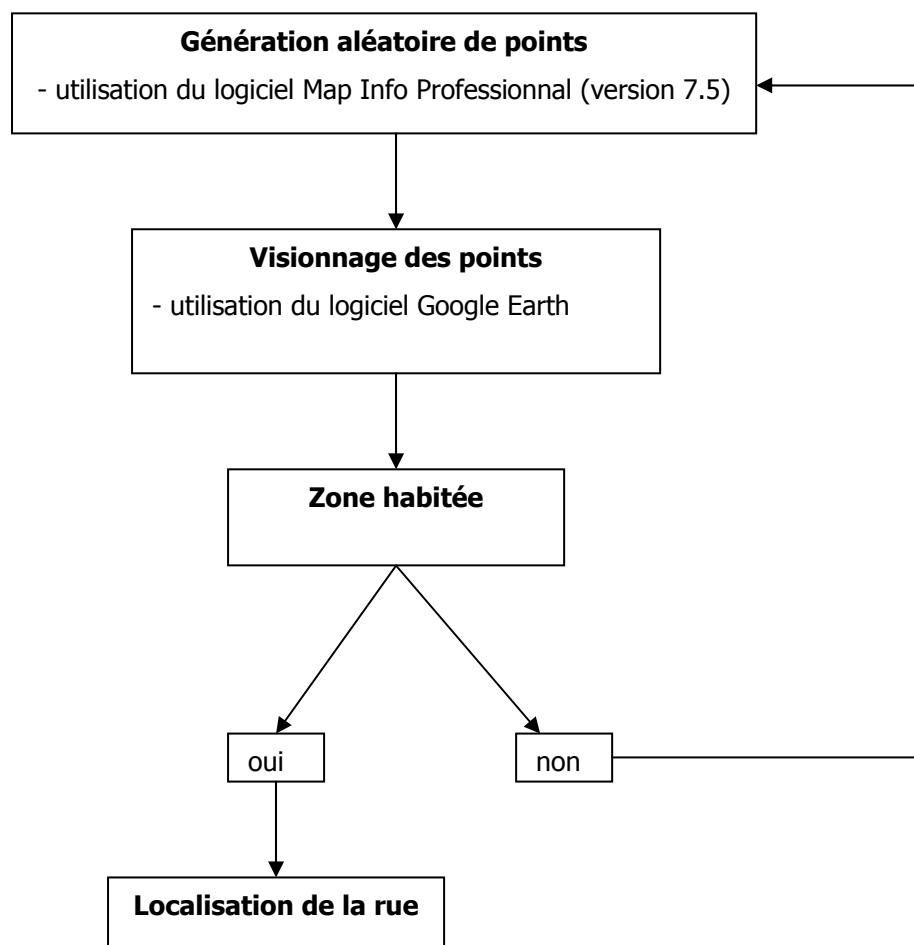 Génération aléatoire de points
- utilisation du logiciel Map Info Professionnal (version 7.5)
Visionnage des points
- utilisation du logiciel Google Earth
Zone habitée
oui
non
Localisation de la rue